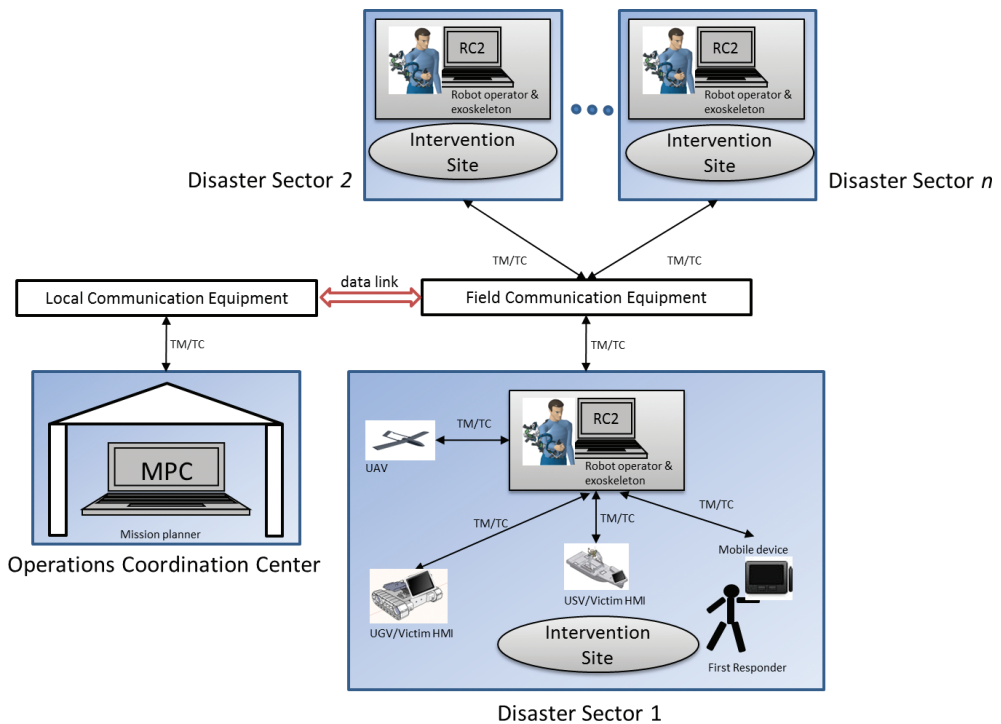 RC2
Robot operator &
exoskeleton
Intervention
Site
Disaster Sector 2
RC2
Robot operator &
exoskeleton
Intervention
Site
Disaster Sector n
TM/TC
TM/TC
Local Communication Equipment
data link
Field Communication Equipment
TM/TC
TM/TC
MPC
Mission planner
Operations Coordination Center
RC2
Robot operator &
exoskeleton
TM/TC
UAV
TM/TC
TM/TC
TM/TC
Mobile device
UGV/Victim HMI
USV/Victim HMI
Intervention
Site
First Responder
Disaster Sector 1